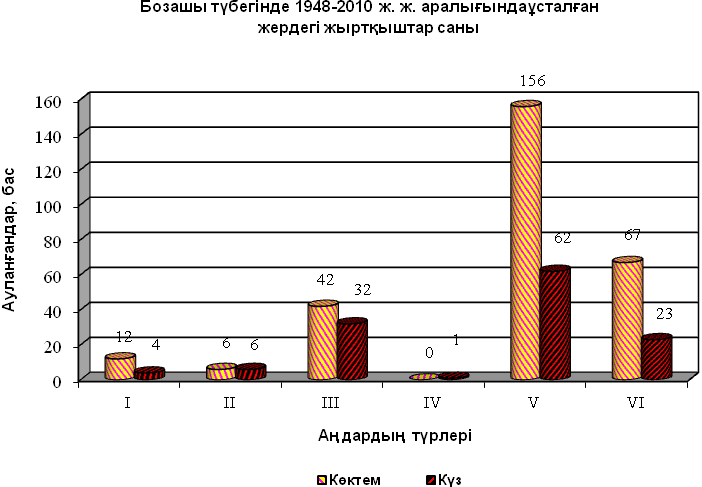 Бозашы түбегінде 1948-2010 ж. ж. аралығындаұсталған
жердегі жыртқыштар саны
Ауланғандар, бас
160
140
120
100
80
60
40
20
0
12
4
6
6
42
32
0
1
156
62
67
23
I
II
III
IV
V
VI
Аңдардың түрлері
Көктем
Күз